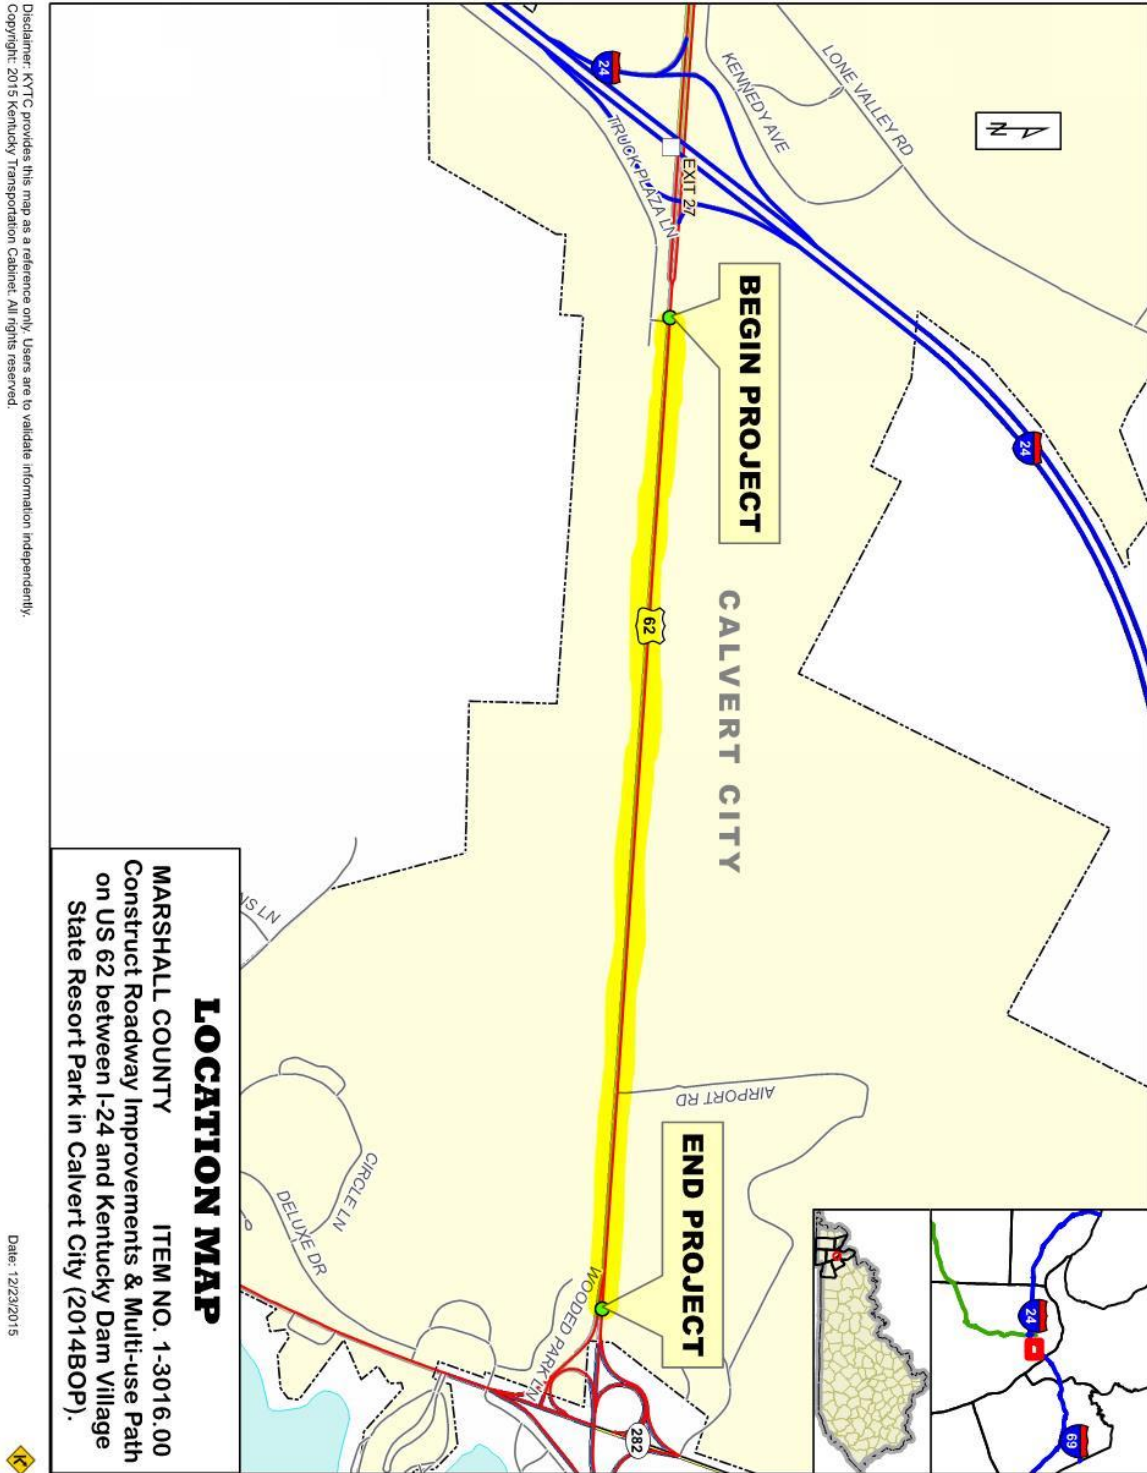 LONE VALLEY RD
KENNEDY AVE
24
TRUCK PLAZA LN
EXIT 27
N
BEGIN PROJECT
24
62
CALVERT CITY
AIRPORT RD
END PROJECT
WOODED PARK LN
282
CIRCLE LN
DELUXE DR
NS LN
24
69
LOCATION MAP
MARSHALL COUNTY ITEM NO. 1-3016.00
Construct Roadway Improvements & Multi-use Path
on US 62 between I-24 and Kentucky Dam Village
State Resort Park in Calvert City (2014BOP).
Disclaimer: KYTC provides this map as a reference only. Users are to validate information independently.
Copyright: 2015 Kentucky Transportation Cabinet. All rights reserved.
Date: 12/23/2015
K